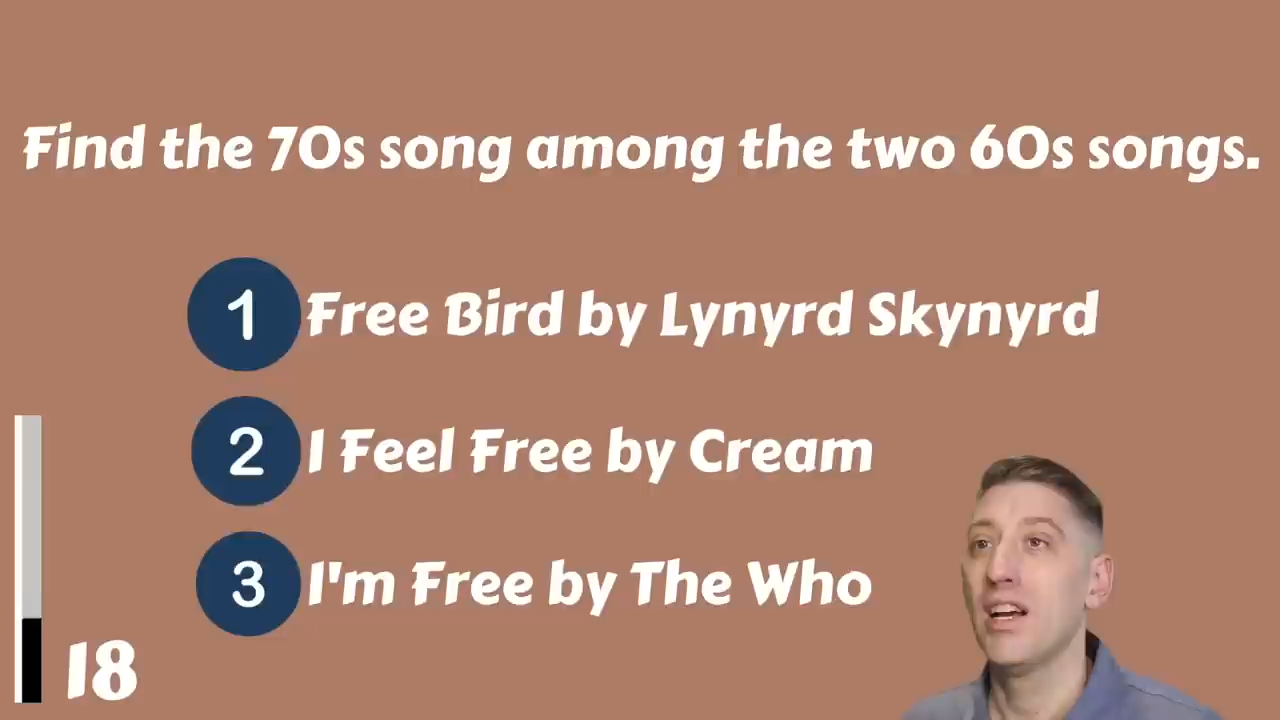 Find the 70s song among the two 60s songs.
1 Free Bird by Lynyrd Skynyrd
2 I Feel Free by Cream
3 I'm Free by The Who
18